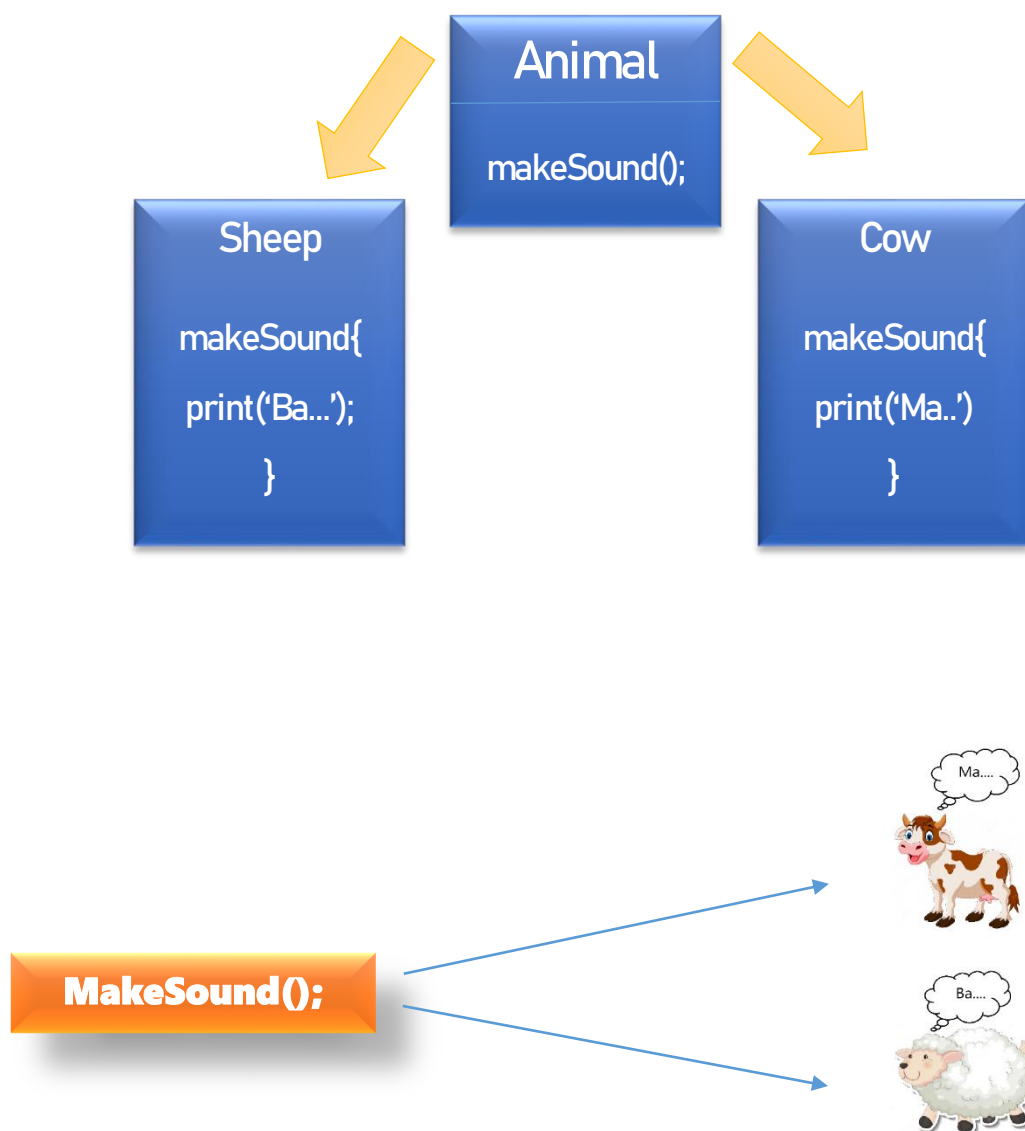 Animal
makeSound();
Sheep
makeSound{
print(‘Ba...’);
}
Cow
makeSound{
print(‘Ma..’)
}
Ma....
MakeSound();
Ba....